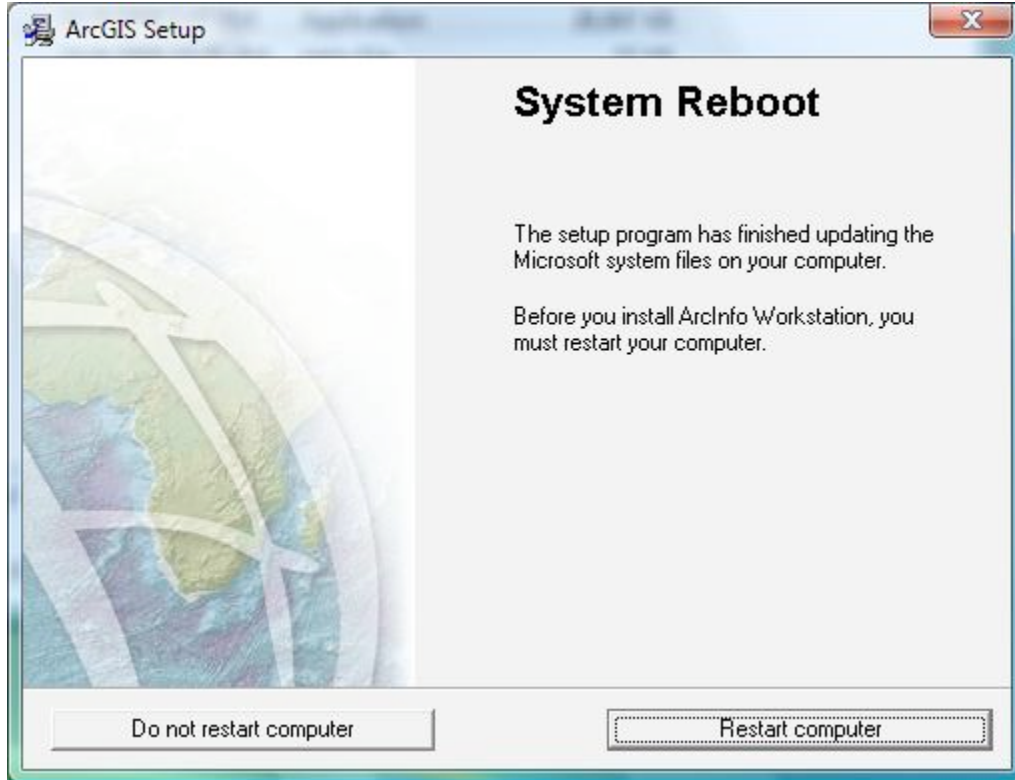 ArcGIS Setup
System Reboot
The setup program has finished updating the
Microsoft system files on your computer.
Before you install ArcInfo Workstation, you
must restart your computer.
Do not restart computer
Restart computer